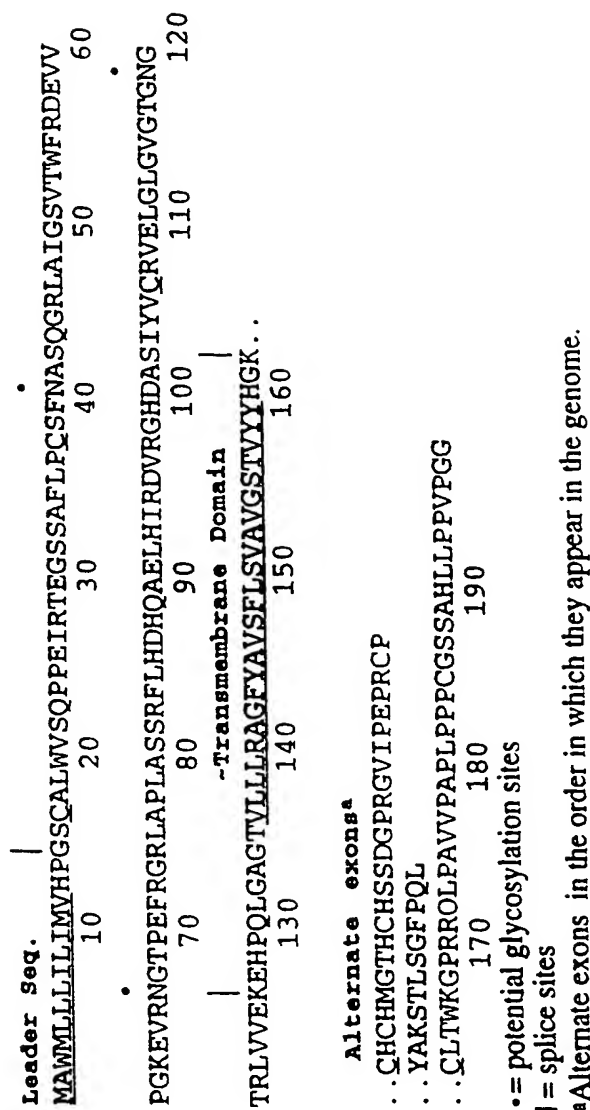 Leader Seq. | •
MAWMLLLILIMVHPGSCALWVSQPPEIRTEGSSAFLPCSFNASQGRLAIGSVTWFRDEVV
10 20 30 40 50 60
• •
PGKEVRNGTPEFRGRLAPLASSRFLHDHQAELHIRDVRGHDASIYVCRVELGLGVGTGNG
70 80 90 100 110 120
| ~Transmembrane Domain |
TRLVVEKEHPQLGAGTVLLLRAGFYAVSFLSVAVGSTVYYHGK..
130 140 150 160
Alternate exonsª
..CHCHMGTHCHSSDGPRGVIPEPRCP
..YAKSTLSGFPQL
..CLTWKGPRROLPAVVPAPLPPPCGSSAHLLPPVPGG
170 180 190
•= potential glycosylation sites
| = splice sites
ªAlternate exons in the order in which they appear in the genome.